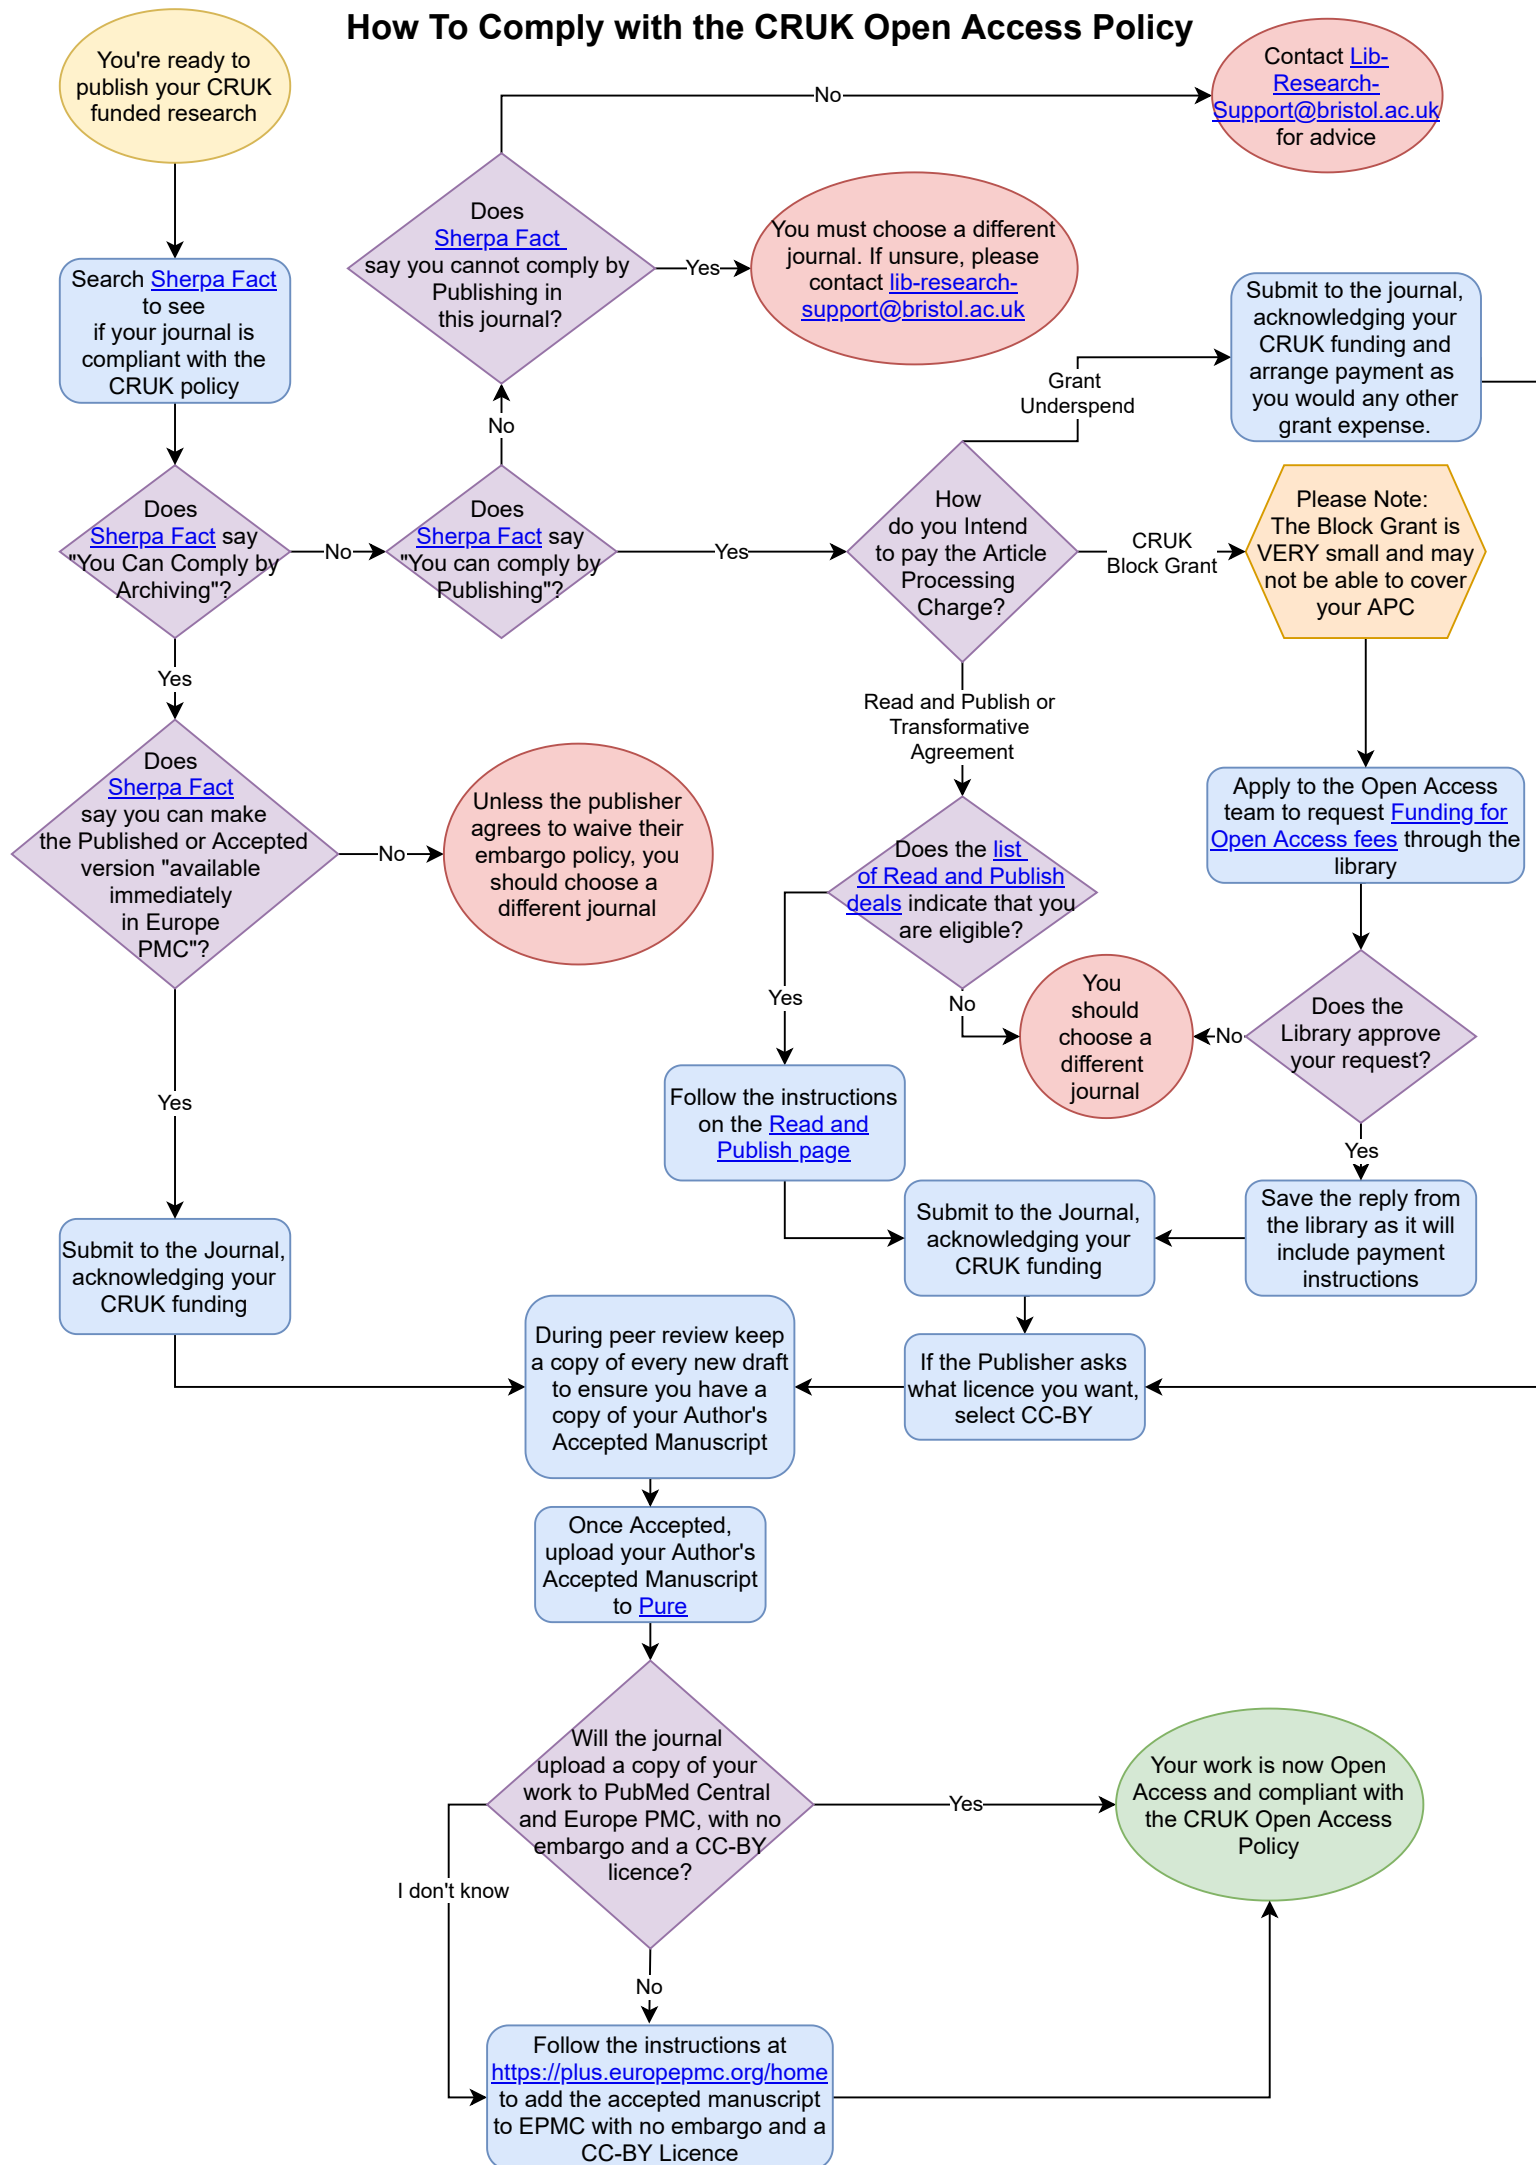 How To Comply with the CRUK Open Access Policy
You're ready to
publish your CRUK
funded research
Contact Lib-
Research-
Support@bristol.ac.uk
for advice
No
Does
Sherpa Fact
say you cannot comply by
Publishing in
this journal?
Yes
You must choose a different
journal. If unsure, please
contact lib-research-
support@bristol.ac.uk
Search Sherpa Fact
to see
if your journal is
compliant with the
CRUK policy
Submit to the journal,
acknowledging your
CRUK funding and
arrange payment as
you would any other
grant expense.
Grant
Underspend
No
Does
Sherpa Fact say
"You Can Comply by
Archiving"?
No
Does
Sherpa Fact say
"You can comply by
Publishing"?
Yes
How
do you Intend
to pay the Article
Processing
Charge?
CRUK
Block Grant
Please Note:
The Block Grant is
VERY small and may
not be able to cover
your APC
Yes
Read and Publish or
Transformative
Agreement
Does
Sherpa Fact
say you can make
the Published or Accepted
version "available
immediately
in Europe
PMC"?
No
Unless the publisher
agrees to waive their
embargo policy, you
should choose a
different journal
Does the list
of Read and Publish
deals indicate that you
are eligible?
Apply to the Open Access
team to request Funding for
Open Access fees through the
library
Yes
No
You
should
choose a
different
journal
No
Does the
Library approve
your request?
Yes
Follow the instructions
on the Read and
Publish page
Yes
Submit to the Journal,
acknowledging your
CRUK funding
Submit to the Journal,
acknowledging your
CRUK funding
Save the reply from
the library as it will
include payment
instructions
During peer review keep
a copy of every new draft
to ensure you have a
copy of your Author's
Accepted Manuscript
If the Publisher asks
what licence you want,
select CC-BY
Once Accepted,
upload your Author's
Accepted Manuscript
to Pure
Will the journal
upload a copy of your
work to PubMed Central
and Europe PMC, with no
embargo and a CC-BY
licence?
Yes
Your work is now Open
Access and compliant with
the CRUK Open Access
Policy
I don't know
No
Follow the instructions at
https://plus.europepmc.org/home
to add the accepted manuscript
to EPMC with no embargo and a
CC-BY Licence